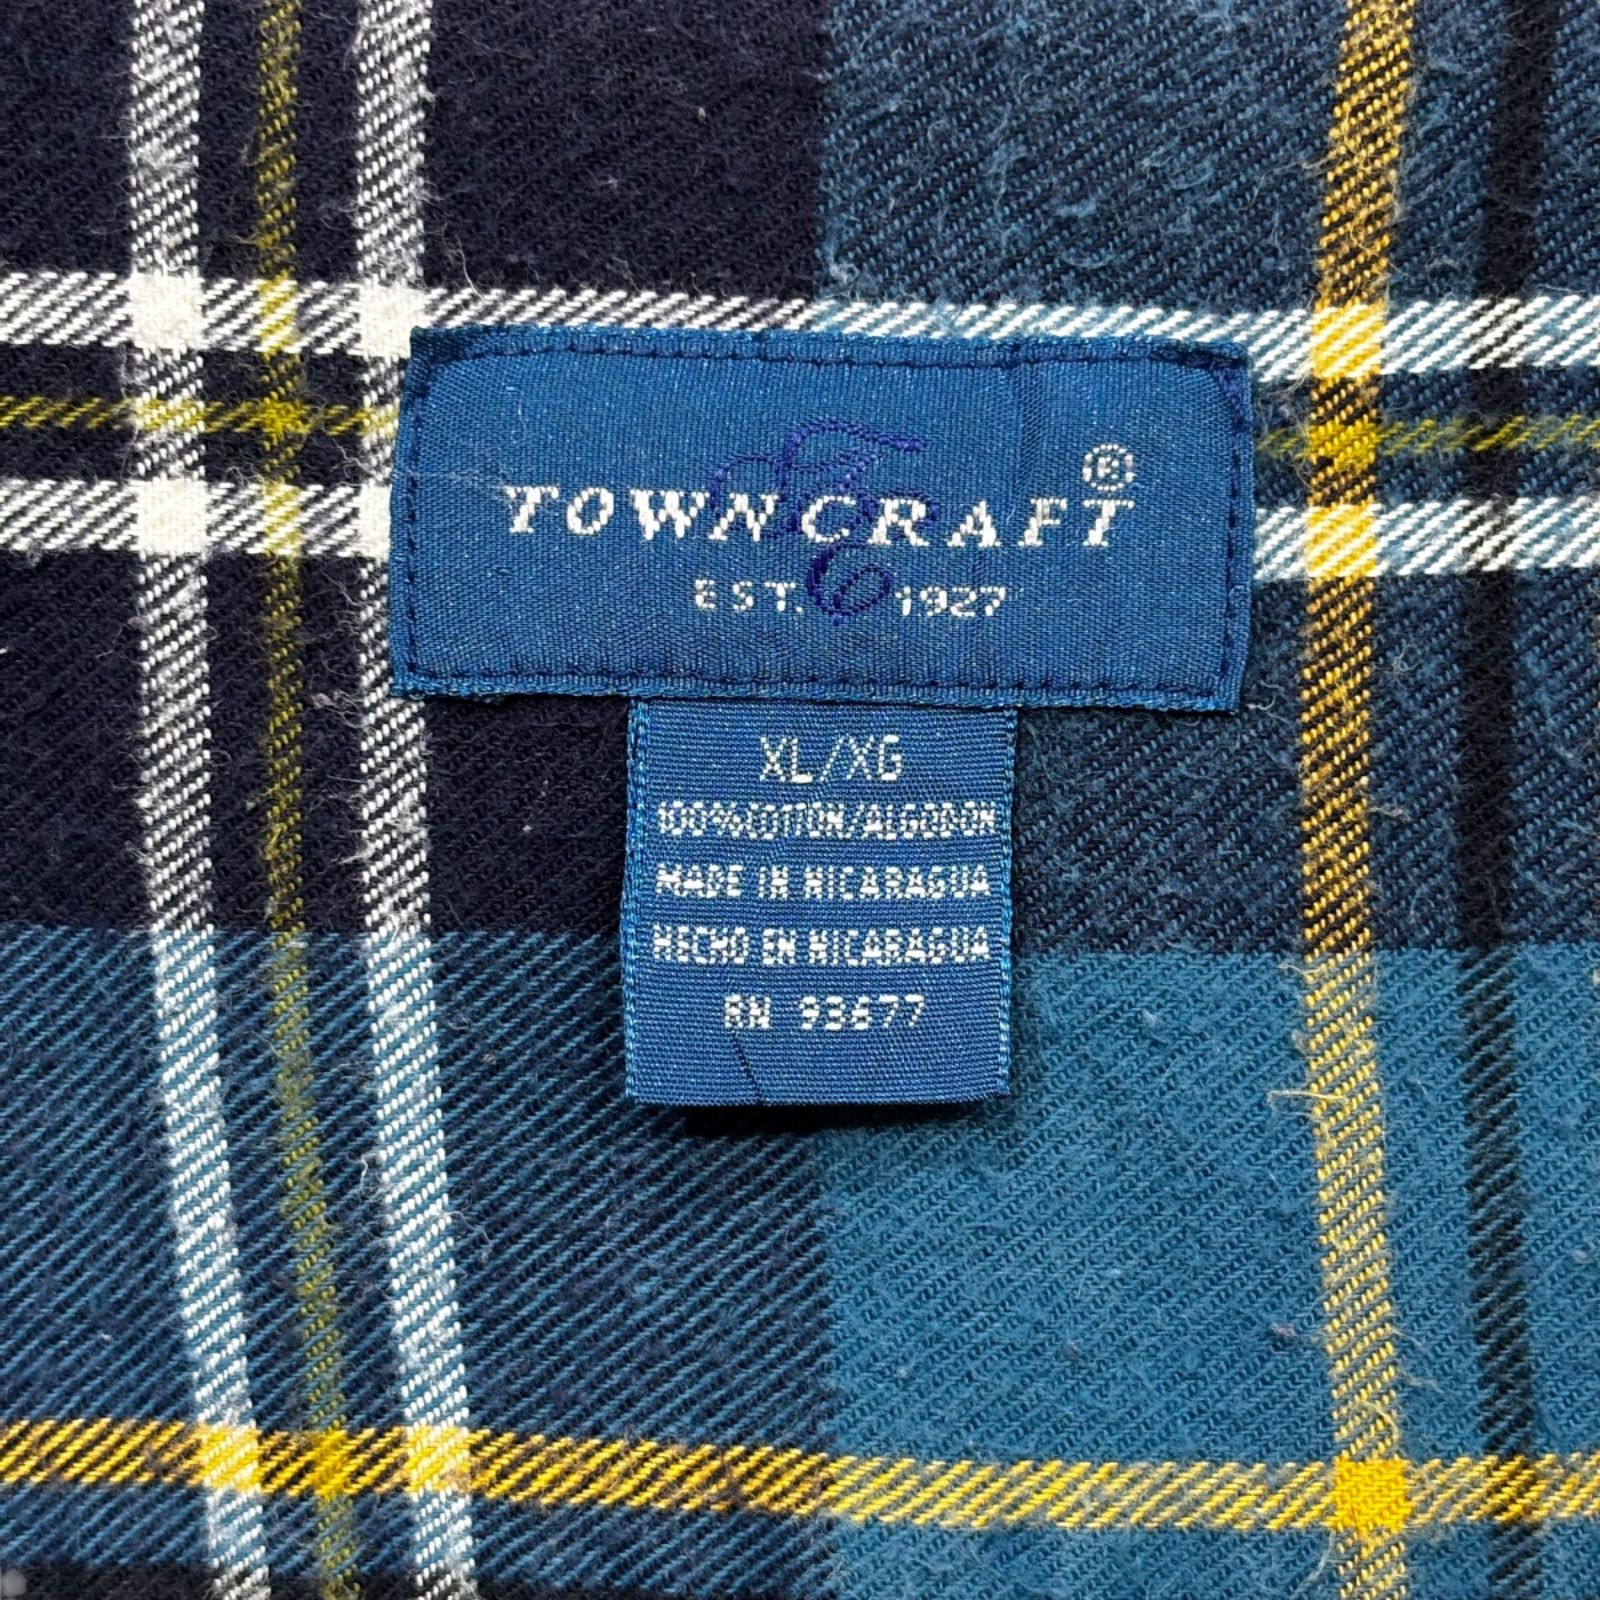 TOWNCRAFT®
EST. 1927
XL/XG
100% COTTON/ALGODON
MADE IN NICARAGUA
HECHO EN NICARAGUA
RN 93677